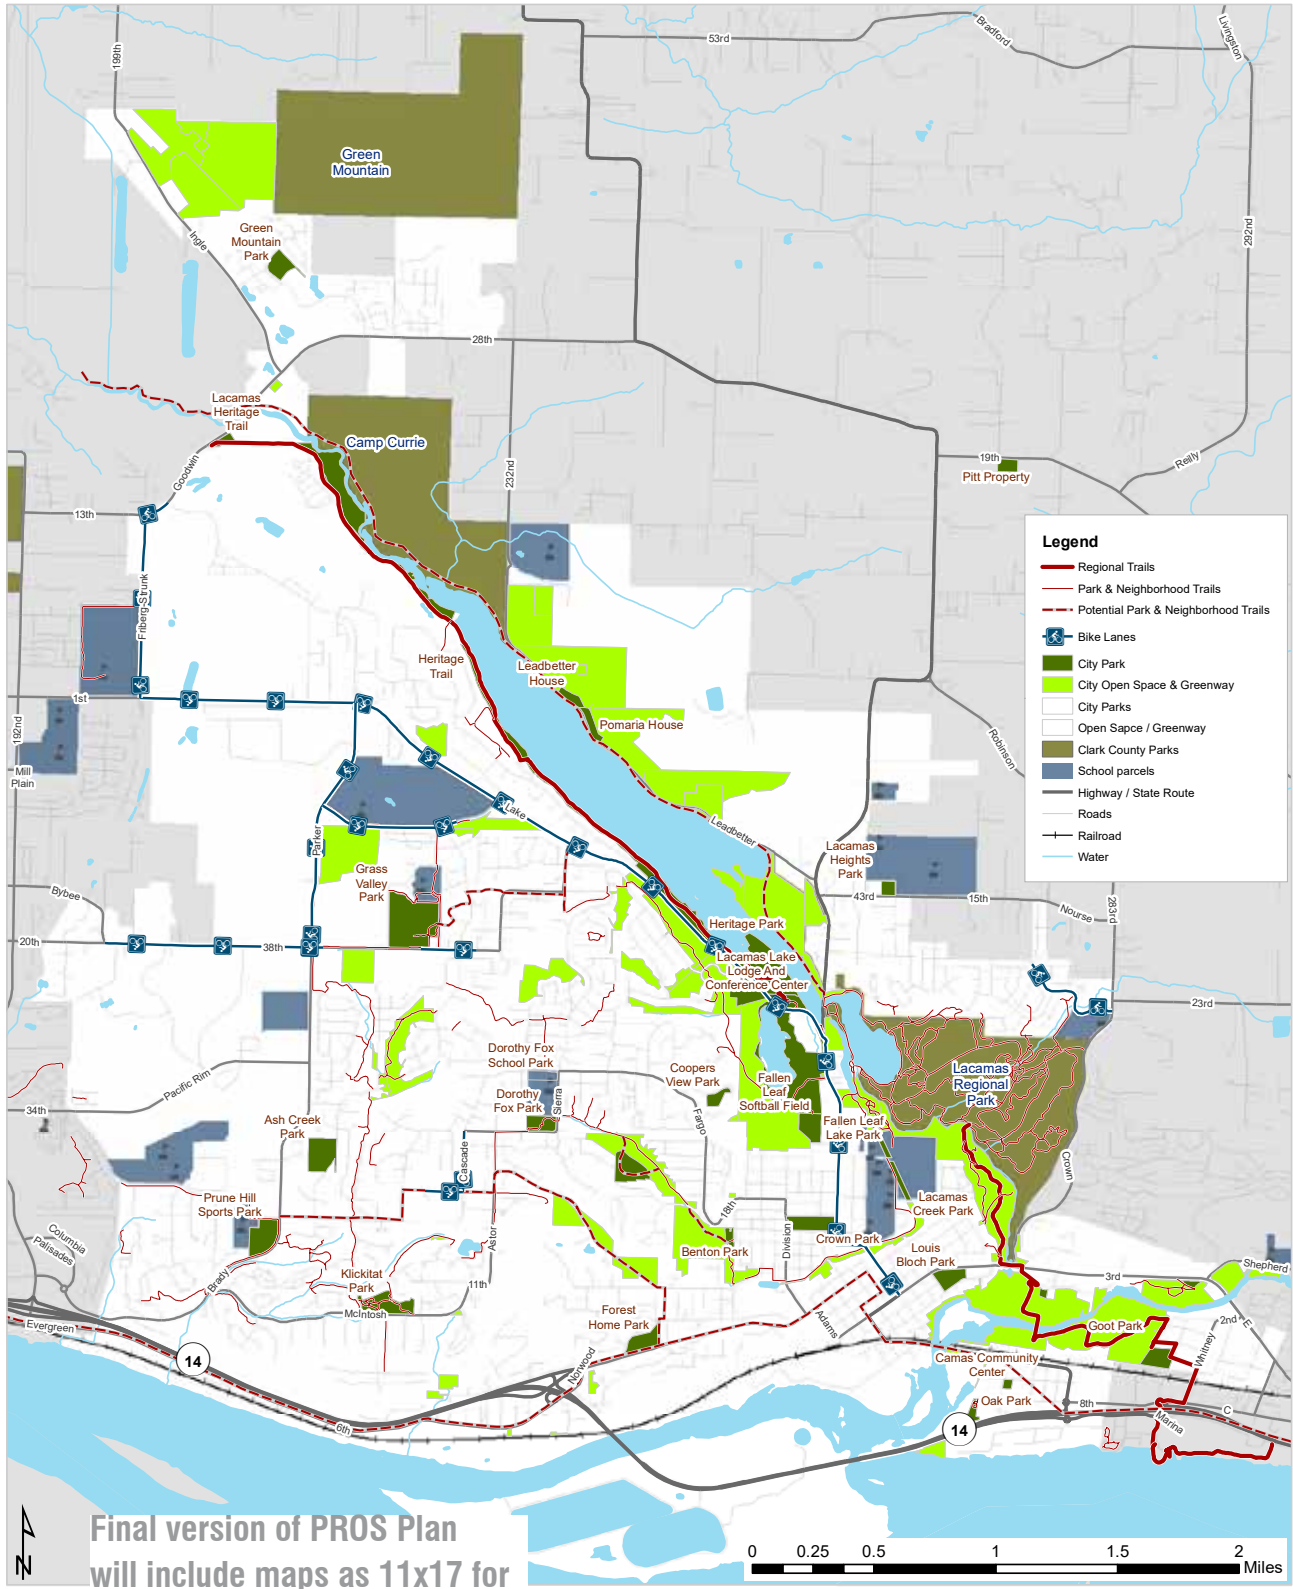 199th
53rd
Bradford
Livingston
Green
Mountain
Green
Mountain
Park
Ingle
292nd
28th
Lacamas
Heritage
Trail
Camp Currie
Goodwin
232nd
19th
Pitt Property
Reilly
13th
Friberg-Strunk
Legend
Regional Trails
Park & Neighborhood Trails
Potential Park & Neighborhood Trails
Bike Lanes
City Park
City Open Space & Greenway
City Parks
Open Sapce / Greenway
Clark County Parks
School parcels
Highway / State Route
Roads
Railroad
Water
Heritage
Trail
Leadbetter
House
1st
192nd
Pomaria House
Robinson
Mill
Plain
Lake
Leadbetter
Parker
Lacamas
Heights
Park
Grass
Valley
Park
Bybee
43rd
15th
Nourse
283rd
Heritage Park
20th
38th
Lacamas Lake
Lodge And
Conference Center
23rd
Dorothy Fox
School Park
Coopers
View Park
Fallen
Leaf
Softball Field
Lacamas
Regional
Park
Pacific Rim
Dorothy
Fox Park
Sierra
Fargo
34th
Ash Creek
Park
Fallen Leaf
Lake Park
Cascade
Crown
Prune Hill
Sports Park
Lacamas
Creek Park
18th
Columbia
Palisades
Astor
Benton Park
Division
Crown Park
Louis
Bloch Park
Shepherd
Brady
Klickitat
Park
11th
3rd
McIntosh
Forest
Home Park
Adams
Goot Park
2nd
E
Evergreen
14
Norwood
Whitney
Camas Community
Center
Oak Park
8th
C
6th
14
Marina
N
Final version of PROS Plan
will include maps as 11x17 for
0 0.25 0.5 1 1.5 2
Miles